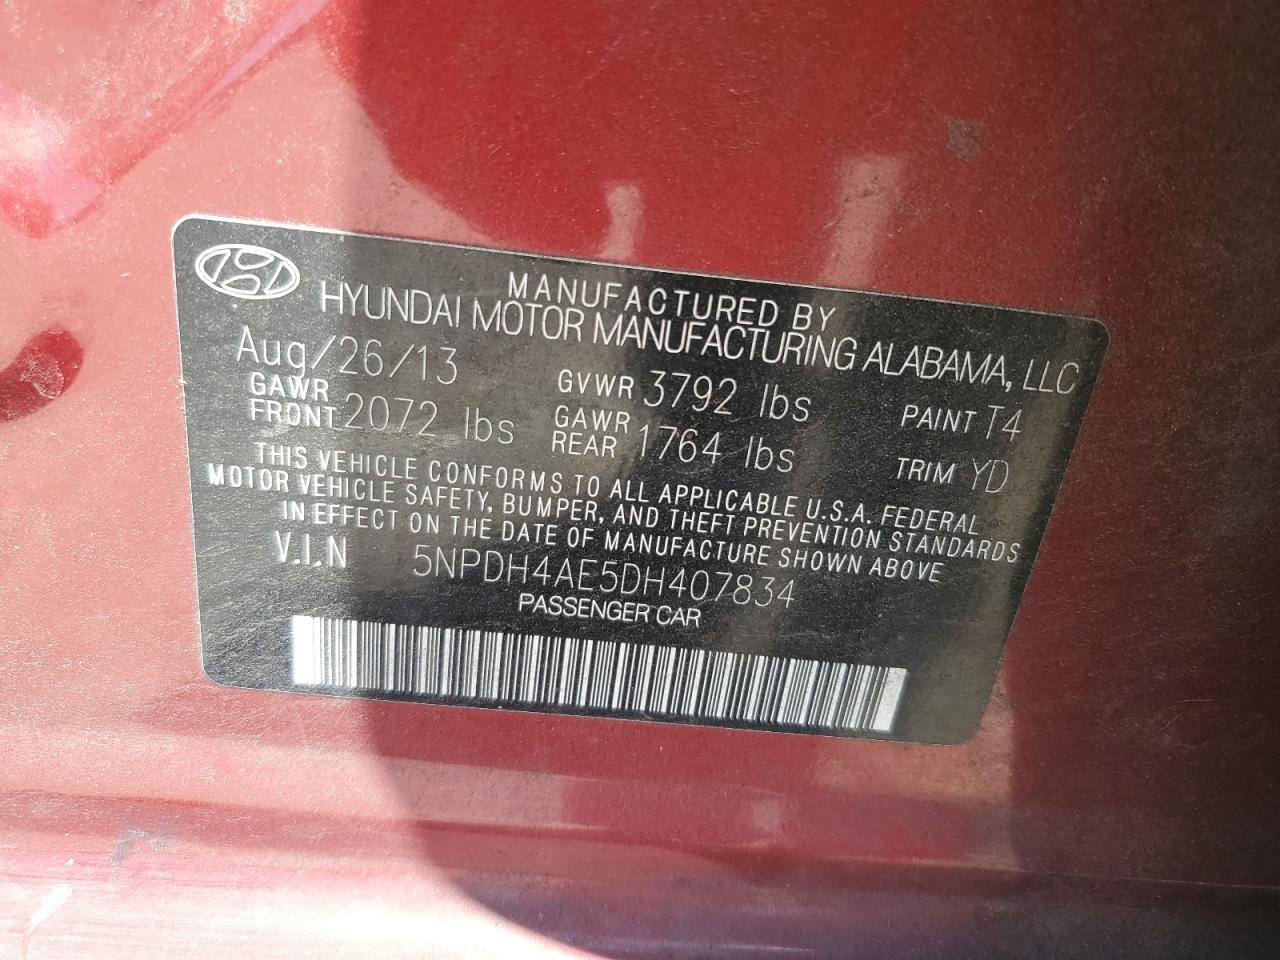 MANUFACTURED BY
HYUNDAI MOTOR MANUFACTURING ALABAMA, LLC
Aug/26/13
GAWR FRONT 2072 lbs
GVWR 3792 lbs
GAWR REAR 1764 lbs
PAINT T4
TRIM YD
THIS VEHICLE CONFORMS TO ALL APPLICABLE U.S.A. FEDERAL
MOTOR VEHICLE SAFETY, BUMPER, AND THEFT PREVENTION STANDARDS
IN EFFECT ON THE DATE OF MANUFACTURE SHOWN ABOVE
V.I.N 5NPDH4AE5DH407834
PASSENGER CAR